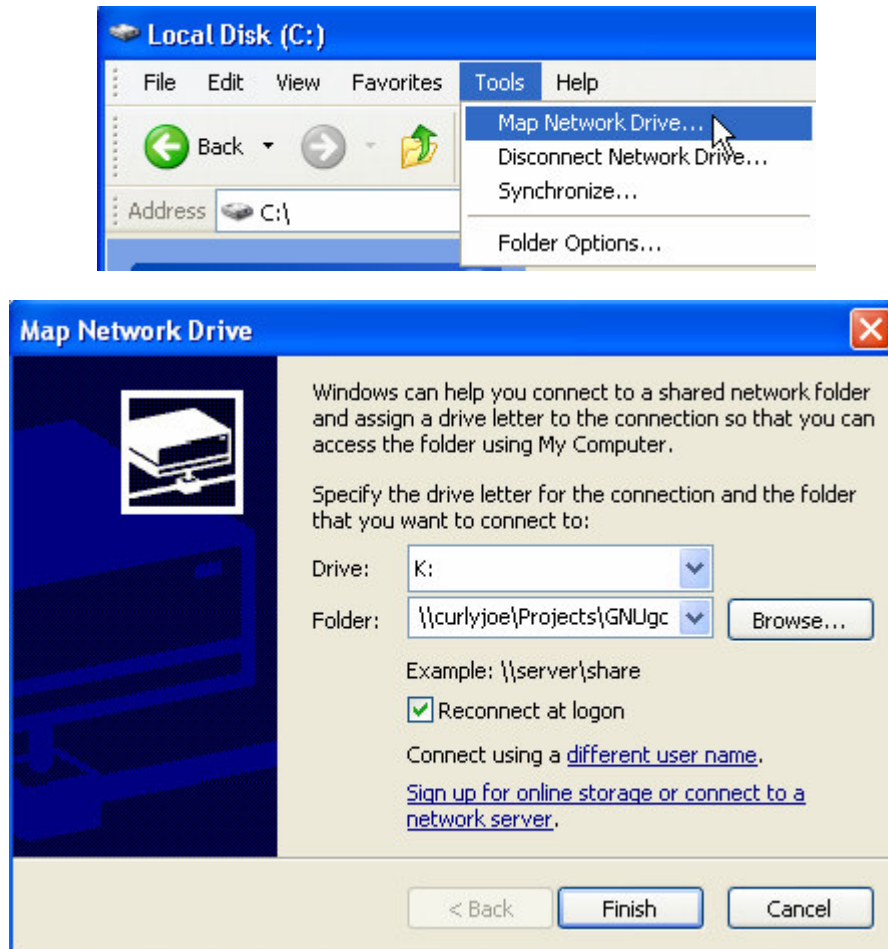 Local Disk (C:)
File Edit View Favorites Tools Help
Map Network Drive...
Back
Disconnect Network Drive...
Synchronize...
Address C:\
Folder Options...
Map Network Drive
Windows can help you connect to a shared network folder
and assign a drive letter to the connection so that you can
access the folder using My Computer.
Specify the drive letter for the connection and the folder
that you want to connect to:
Drive: K:
Folder: \\curlyjoe\Projects\GNUgc Browse...
Example: \\server\share
Reconnect at logon
Connect using a different user name.
Sign up for online storage or connect to a
network server.
< Back Finish Cancel